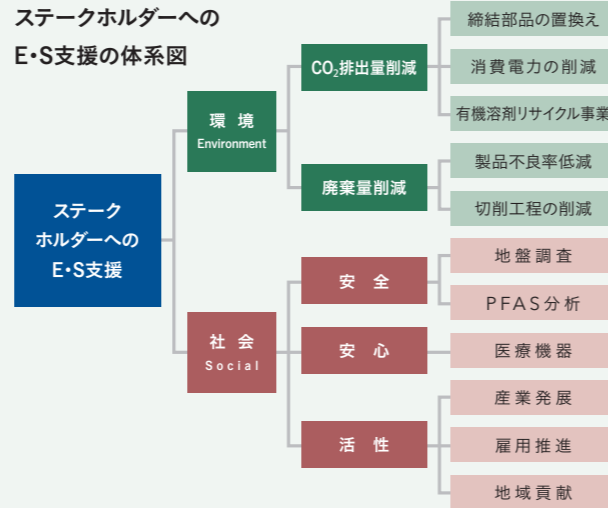 ステークホルダーへの
E・S支援の体系図
ステーク
ホルダーへの
E・S支援
環 境
Environment
CO₂排出量削減
締結部品の置換え
消費電力の削減
有機溶剤リサイクル事業
廃棄量削減
製品不良率低減
切削工程の削減
社 会
Social
安 全
地盤調査
PFAS分析
安 心
医療機器
活 性
産業発展
雇用推進
地域貢献